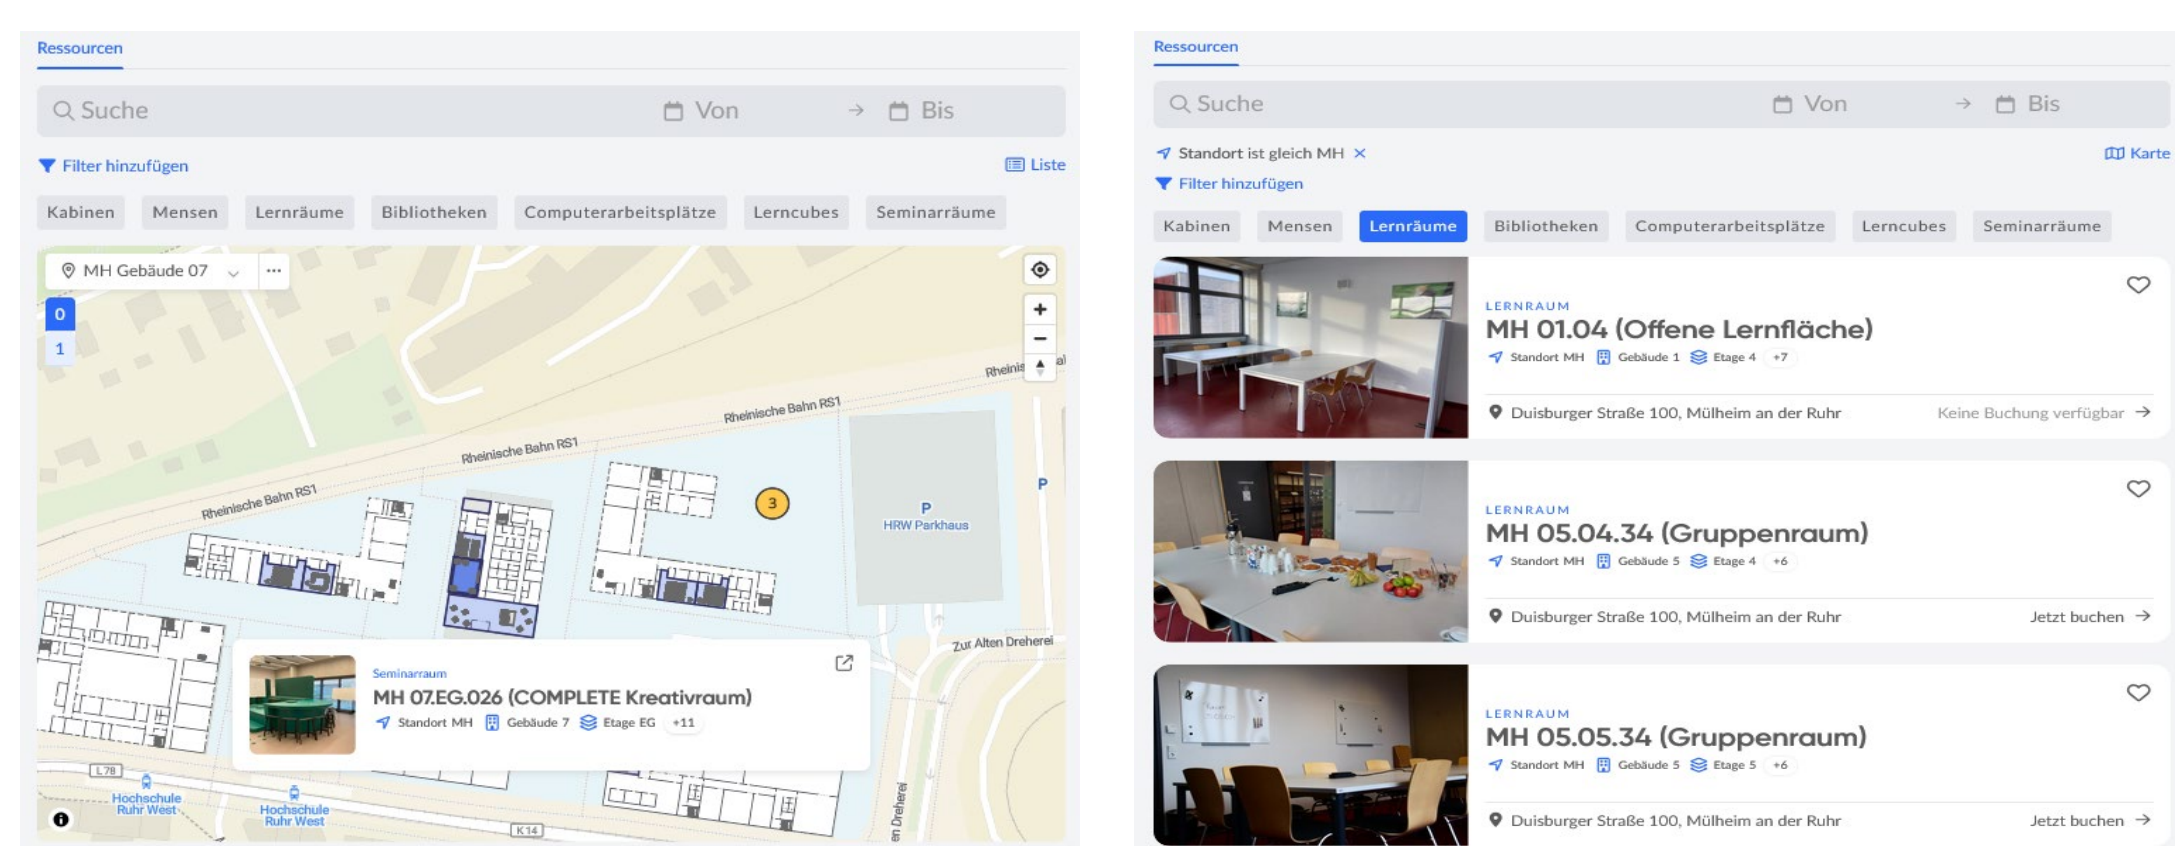 Ressourcen
Suche
Von → Bis
Filter hinzufügen
Liste
Kabinen Mensen Lernräume Bibliotheken Computerarbeitsplätze Lerncubes Seminarräume
MH Gebäude 07 ...
0
1
+
−
Rheinische Bahn RS1
Rheinische Bahn RS1
Rheinische Bahn RS1
3
P
P
HRW Parkhaus
Zur Alten Dreherei
Seminarraum
MH 07.EG.026 (COMPLETE Kreativraum)
Standort MH Gebäude 7 Etage EG +11
L78
Hochschule
Ruhr West
Hochschule
Ruhr West
K14
en Dreherei
Ressourcen
Suche
Von → Bis
Standort ist gleich MH ×
Karte
Filter hinzufügen
Kabinen Mensen Lernräume Bibliotheken Computerarbeitsplätze Lerncubes Seminarräume
LERNRAUM
MH 01.04 (Offene Lernfläche)
Standort MH Gebäude 1 Etage 4 +7
Duisburger Straße 100, Mülheim an der Ruhr Keine Buchung verfügbar →
LERNRAUM
MH 05.04.34 (Gruppenraum)
Standort MH Gebäude 5 Etage 4 +6
Duisburger Straße 100, Mülheim an der Ruhr Jetzt buchen →
LERNRAUM
MH 05.05.34 (Gruppenraum)
Standort MH Gebäude 5 Etage 5 +6
Duisburger Straße 100, Mülheim an der Ruhr Jetzt buchen →